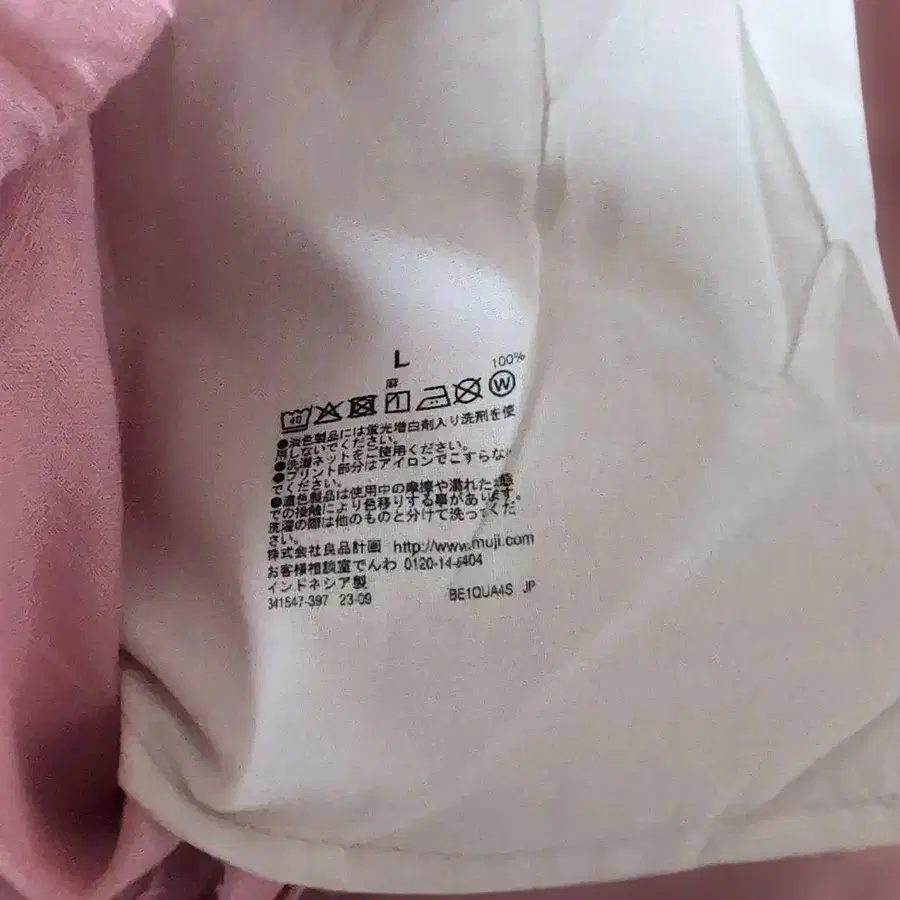 L
綿 100%
40 W
●淡色製品には蛍光増白剤入り洗剤を使
用しないでください。
●洗濯ネットをご使用ください。
●プリント部分はアイロンでこすらない
でください。
●濃色製品は使用中の摩擦や濡れた状態
での接触により色移りする事があります。
洗濯の際は他のものと分けて洗ってくだ
さい。
株式会社良品計画 http://www.muji.com
お客様相談室でんわ 0120-14-6404
インドネシア製
341547-397 23-09 BE1QUA4S JP